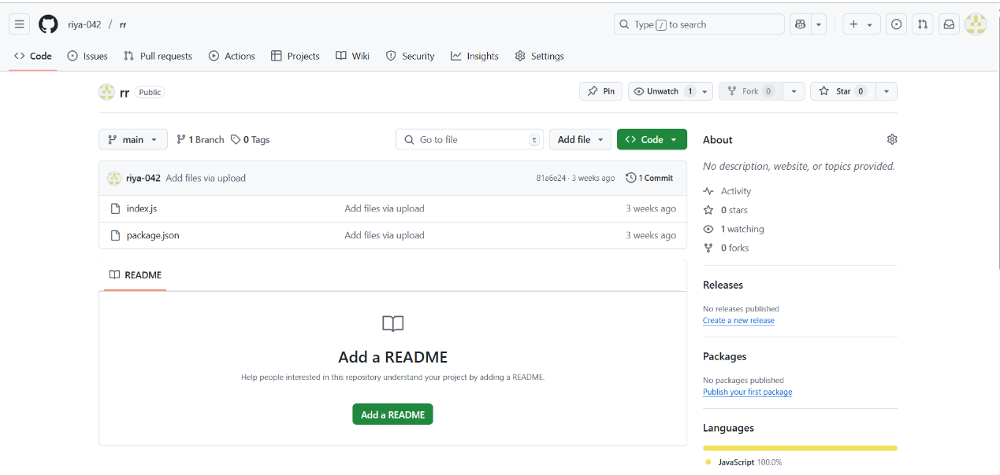 riya-042 / rr
Type / to search
Code Issues Pull requests Actions Projects Wiki Security Insights Settings
rr Public
Pin Unwatch 1 Fork 0 Star 0
main 1 Branch 0 Tags Go to file t Add file Code
riya-042 Add files via upload 81a6e24 · 3 weeks ago 1 Commit
index.js Add files via upload 3 weeks ago
package.json Add files via upload 3 weeks ago
README
Add a README
Help people interested in this repository understand your project by adding a README.
Add a README
About
No description, website, or topics provided.
Activity
0 stars
1 watching
0 forks
Releases
No releases published
Create a new release
Packages
No packages published
Publish your first package
Languages
JavaScript 100.0%